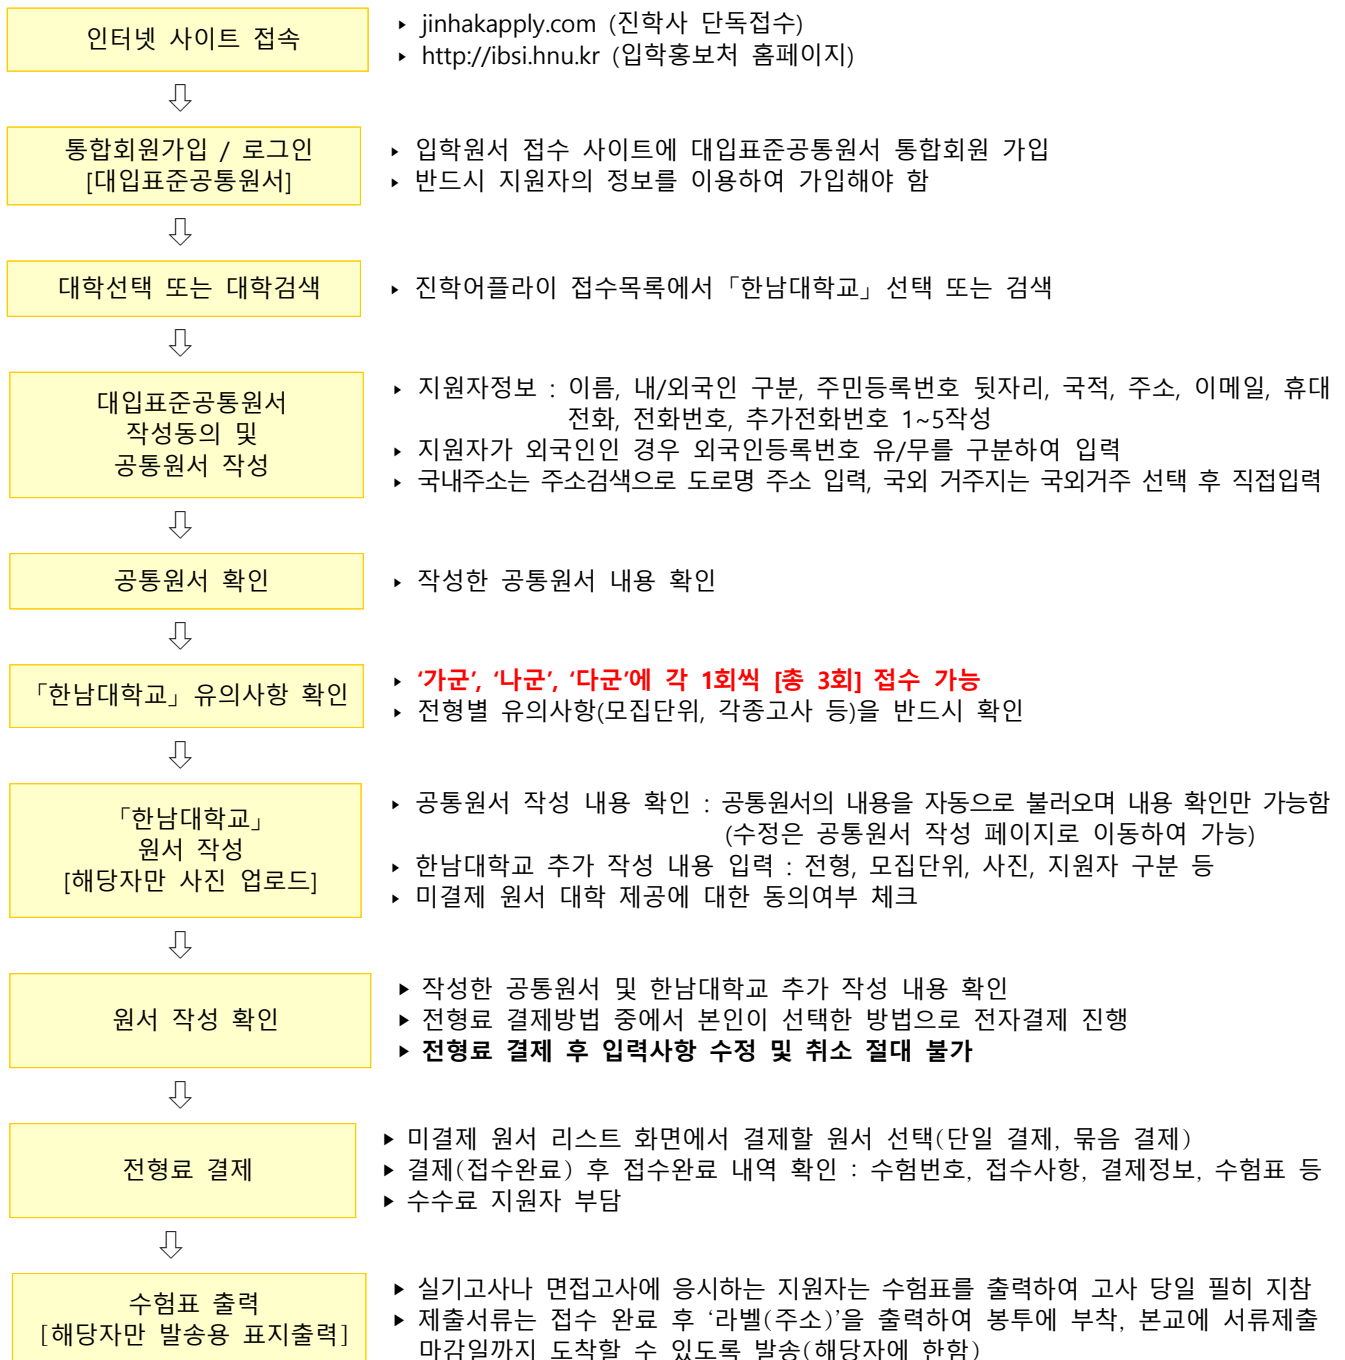 인터넷 사이트 접속
▸ jinhakapply.com (진학사 단독접수)
▸ http://ibsi.hnu.kr (입학홍보처 홈페이지)
⇩
통합회원가입 / 로그인
[대입표준공통원서]
▸ 입학원서 접수 사이트에 대입표준공통원서 통합회원 가입
▸ 반드시 지원자의 정보를 이용하여 가입해야 함
⇩
대학선택 또는 대학검색
▸ 진학어플라이 접수목록에서「한남대학교」선택 또는 검색
⇩
대입표준공통원서
작성동의 및
공통원서 작성
▸ 지원자정보 : 이름, 내/외국인 구분, 주민등록번호 뒷자리, 국적, 주소, 이메일, 휴대
전화, 전화번호, 추가전화번호 1~5작성
▸ 지원자가 외국인인 경우 외국인등록번호 유/무를 구분하여 입력
▸ 국내주소는 주소검색으로 도로명 주소 입력, 국외 거주지는 국외거주 선택 후 직접입력
⇩
공통원서 확인
▸ 작성한 공통원서 내용 확인
⇩
「한남대학교」유의사항 확인
▸ ‘가군’, ‘나군’, ‘다군’에 각 1회씩 [총 3회] 접수 가능
▸ 전형별 유의사항(모집단위, 각종고사 등)을 반드시 확인
⇩
「한남대학교」
원서 작성
[해당자만 사진 업로드]
▸ 공통원서 작성 내용 확인 : 공통원서의 내용을 자동으로 불러오며 내용 확인만 가능함
(수정은 공통원서 작성 페이지로 이동하여 가능)
▸ 한남대학교 추가 작성 내용 입력 : 전형, 모집단위, 사진, 지원자 구분 등
▸ 미결제 원서 대학 제공에 대한 동의여부 체크
⇩
원서 작성 확인
▸ 작성한 공통원서 및 한남대학교 추가 작성 내용 확인
▸ 전형료 결제방법 중에서 본인이 선택한 방법으로 전자결제 진행
▸ 전형료 결제 후 입력사항 수정 및 취소 절대 불가
⇩
전형료 결제
▸ 미결제 원서 리스트 화면에서 결제할 원서 선택(단일 결제, 묶음 결제)
▸ 결제(접수완료) 후 접수완료 내역 확인 : 수험번호, 접수사항, 결제정보, 수험표 등
▸ 수수료 지원자 부담
⇩
수험표 출력
[해당자만 발송용 표지출력]
▸ 실기고사나 면접고사에 응시하는 지원자는 수험표를 출력하여 고사 당일 필히 지참
▸ 제출서류는 접수 완료 후 ‘라벨(주소)’을 출력하여 봉투에 부착, 본교에 서류제출
마감일까지 도착할 수 있도록 발송(해당자에 한함)